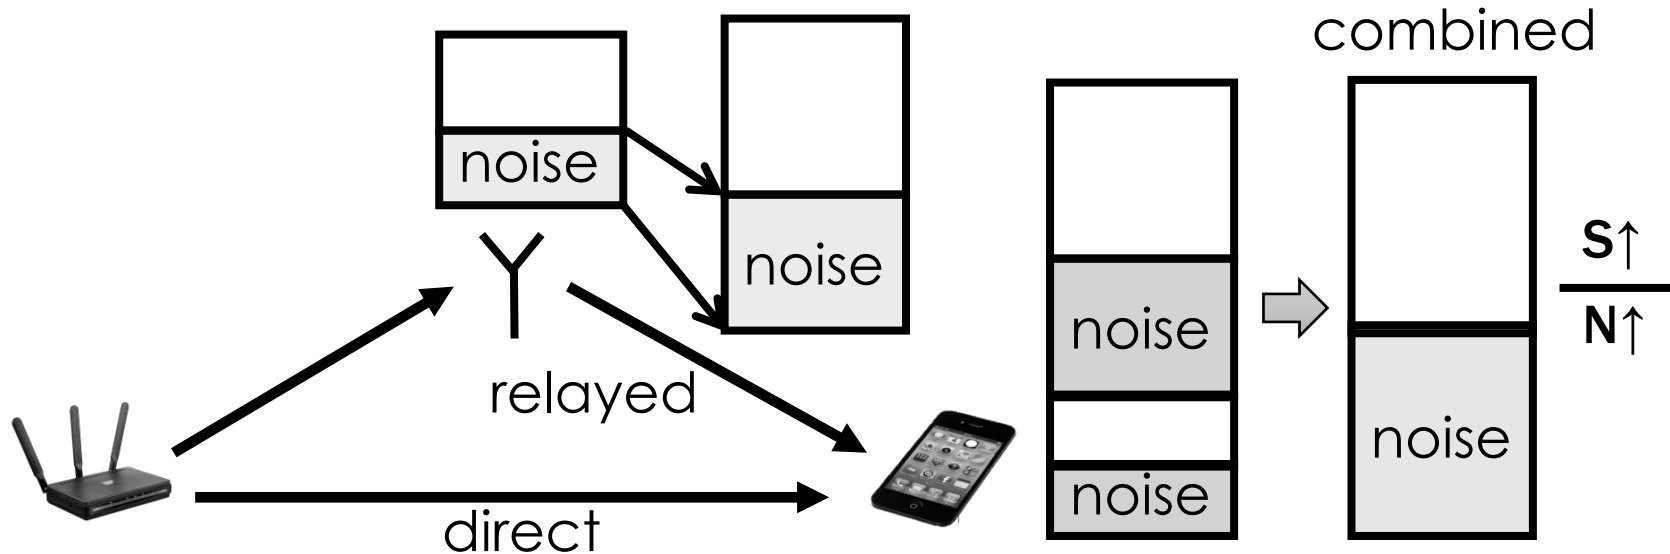 combined
noise
noise
S↑
N↑
noise
relayed
noise
noise
direct